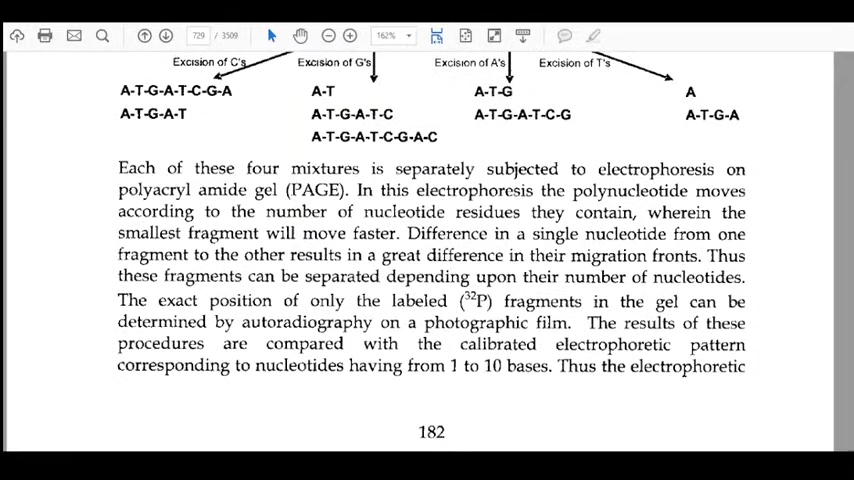 729 / 3509 162%
Excision of C's Excision of G's Excision of A's Excision of T's
A-T-G-A-T-C-G-A A-T A-T-G A
A-T-G-A-T A-T-G-A-T-C A-T-G-A-T-C-G A-T-G-A
A-T-G-A-T-C-G-A-C
Each of these four mixtures is separately subjected to electrophoresis on
polyacryl amide gel (PAGE). In this electrophoresis the polynucleotide moves
according to the number of nucleotide residues they contain, wherein the
smallest fragment will move faster. Difference in a single nucleotide from one
fragment to the other results in a great difference in their migration fronts. Thus
these fragments can be separated depending upon their number of nucleotides.
The exact position of only the labeled (³²P) fragments in the gel can be
determined by autoradiography on a photographic film. The results of these
procedures are compared with the calibrated electrophoretic pattern
corresponding to nucleotides having from 1 to 10 bases. Thus the electrophoretic
182